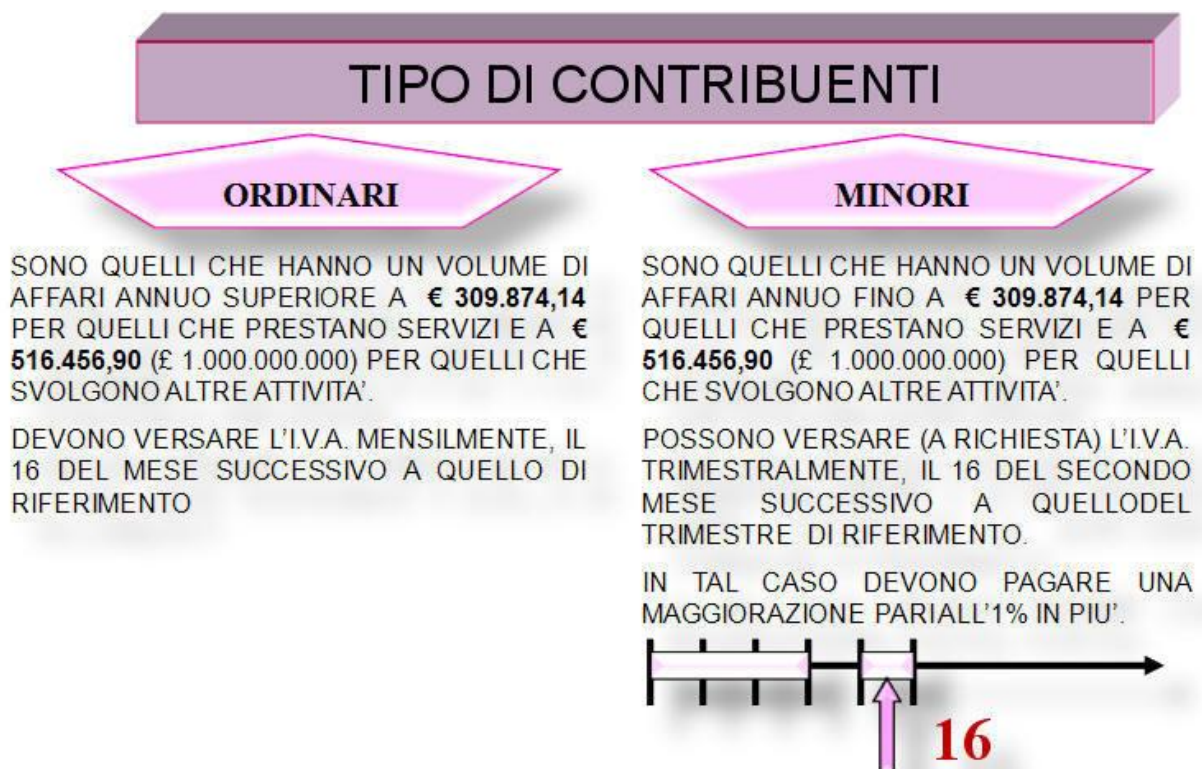 TIPO DI CONTRIBUENTI
ORDINARI
SONO QUELLI CHE HANNO UN VOLUME DI
AFFARI ANNUO SUPERIORE A € 309.874,14
PER QUELLI CHE PRESTANO SERVIZI E A €
516.456,90 (£ 1.000.000.000) PER QUELLI CHE
SVOLGONO ALTRE ATTIVITA’.
DEVONO VERSARE L’I.V.A. MENSILMENTE, IL
16 DEL MESE SUCCESSIVO A QUELLO DI
RIFERIMENTO
MINORI
SONO QUELLI CHE HANNO UN VOLUME DI
AFFARI ANNUO FINO A € 309.874,14 PER
QUELLI CHE PRESTANO SERVIZI E A €
516.456,90 (£ 1.000.000.000) PER QUELLI
CHE SVOLGONO ALTRE ATTIVITA’.
POSSONO VERSARE (A RICHIESTA) L’I.V.A.
TRIMESTRALMENTE, IL 16 DEL SECONDO
MESE SUCCESSIVO A QUELLODEL
TRIMESTRE DI RIFERIMENTO.
IN TAL CASO DEVONO PAGARE UNA
MAGGIORAZIONE PARIALL’1% IN PIU’.
16